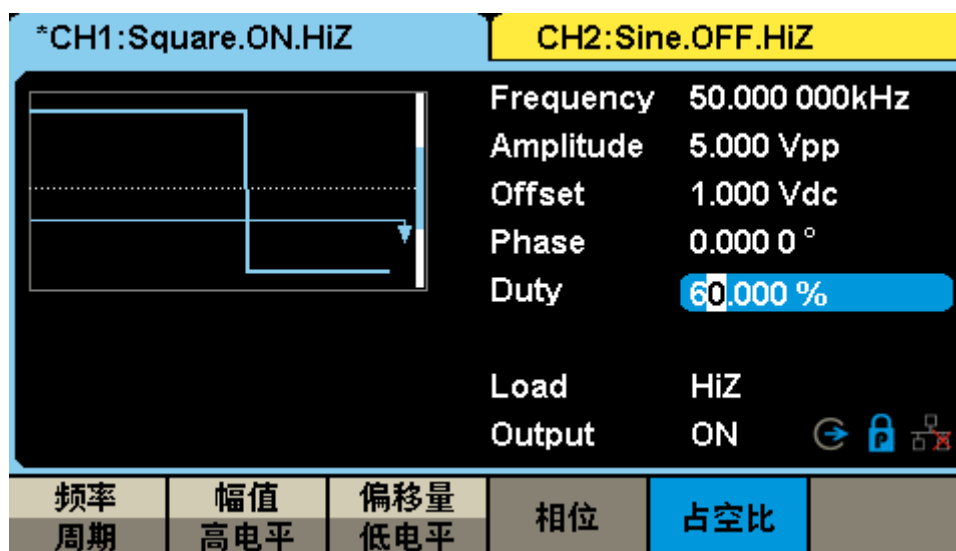 *CH1:Square.ON.HiZ
CH2:Sine.OFF.HiZ
Frequency 50.000 000kHz
Amplitude 5.000 Vpp
Offset 1.000 Vdc
Phase 0.000 0 °
Duty 60.000 %
Load HiZ
Output ON
频率 幅值 偏移量 相位 占空比
周期 高电平 低电平